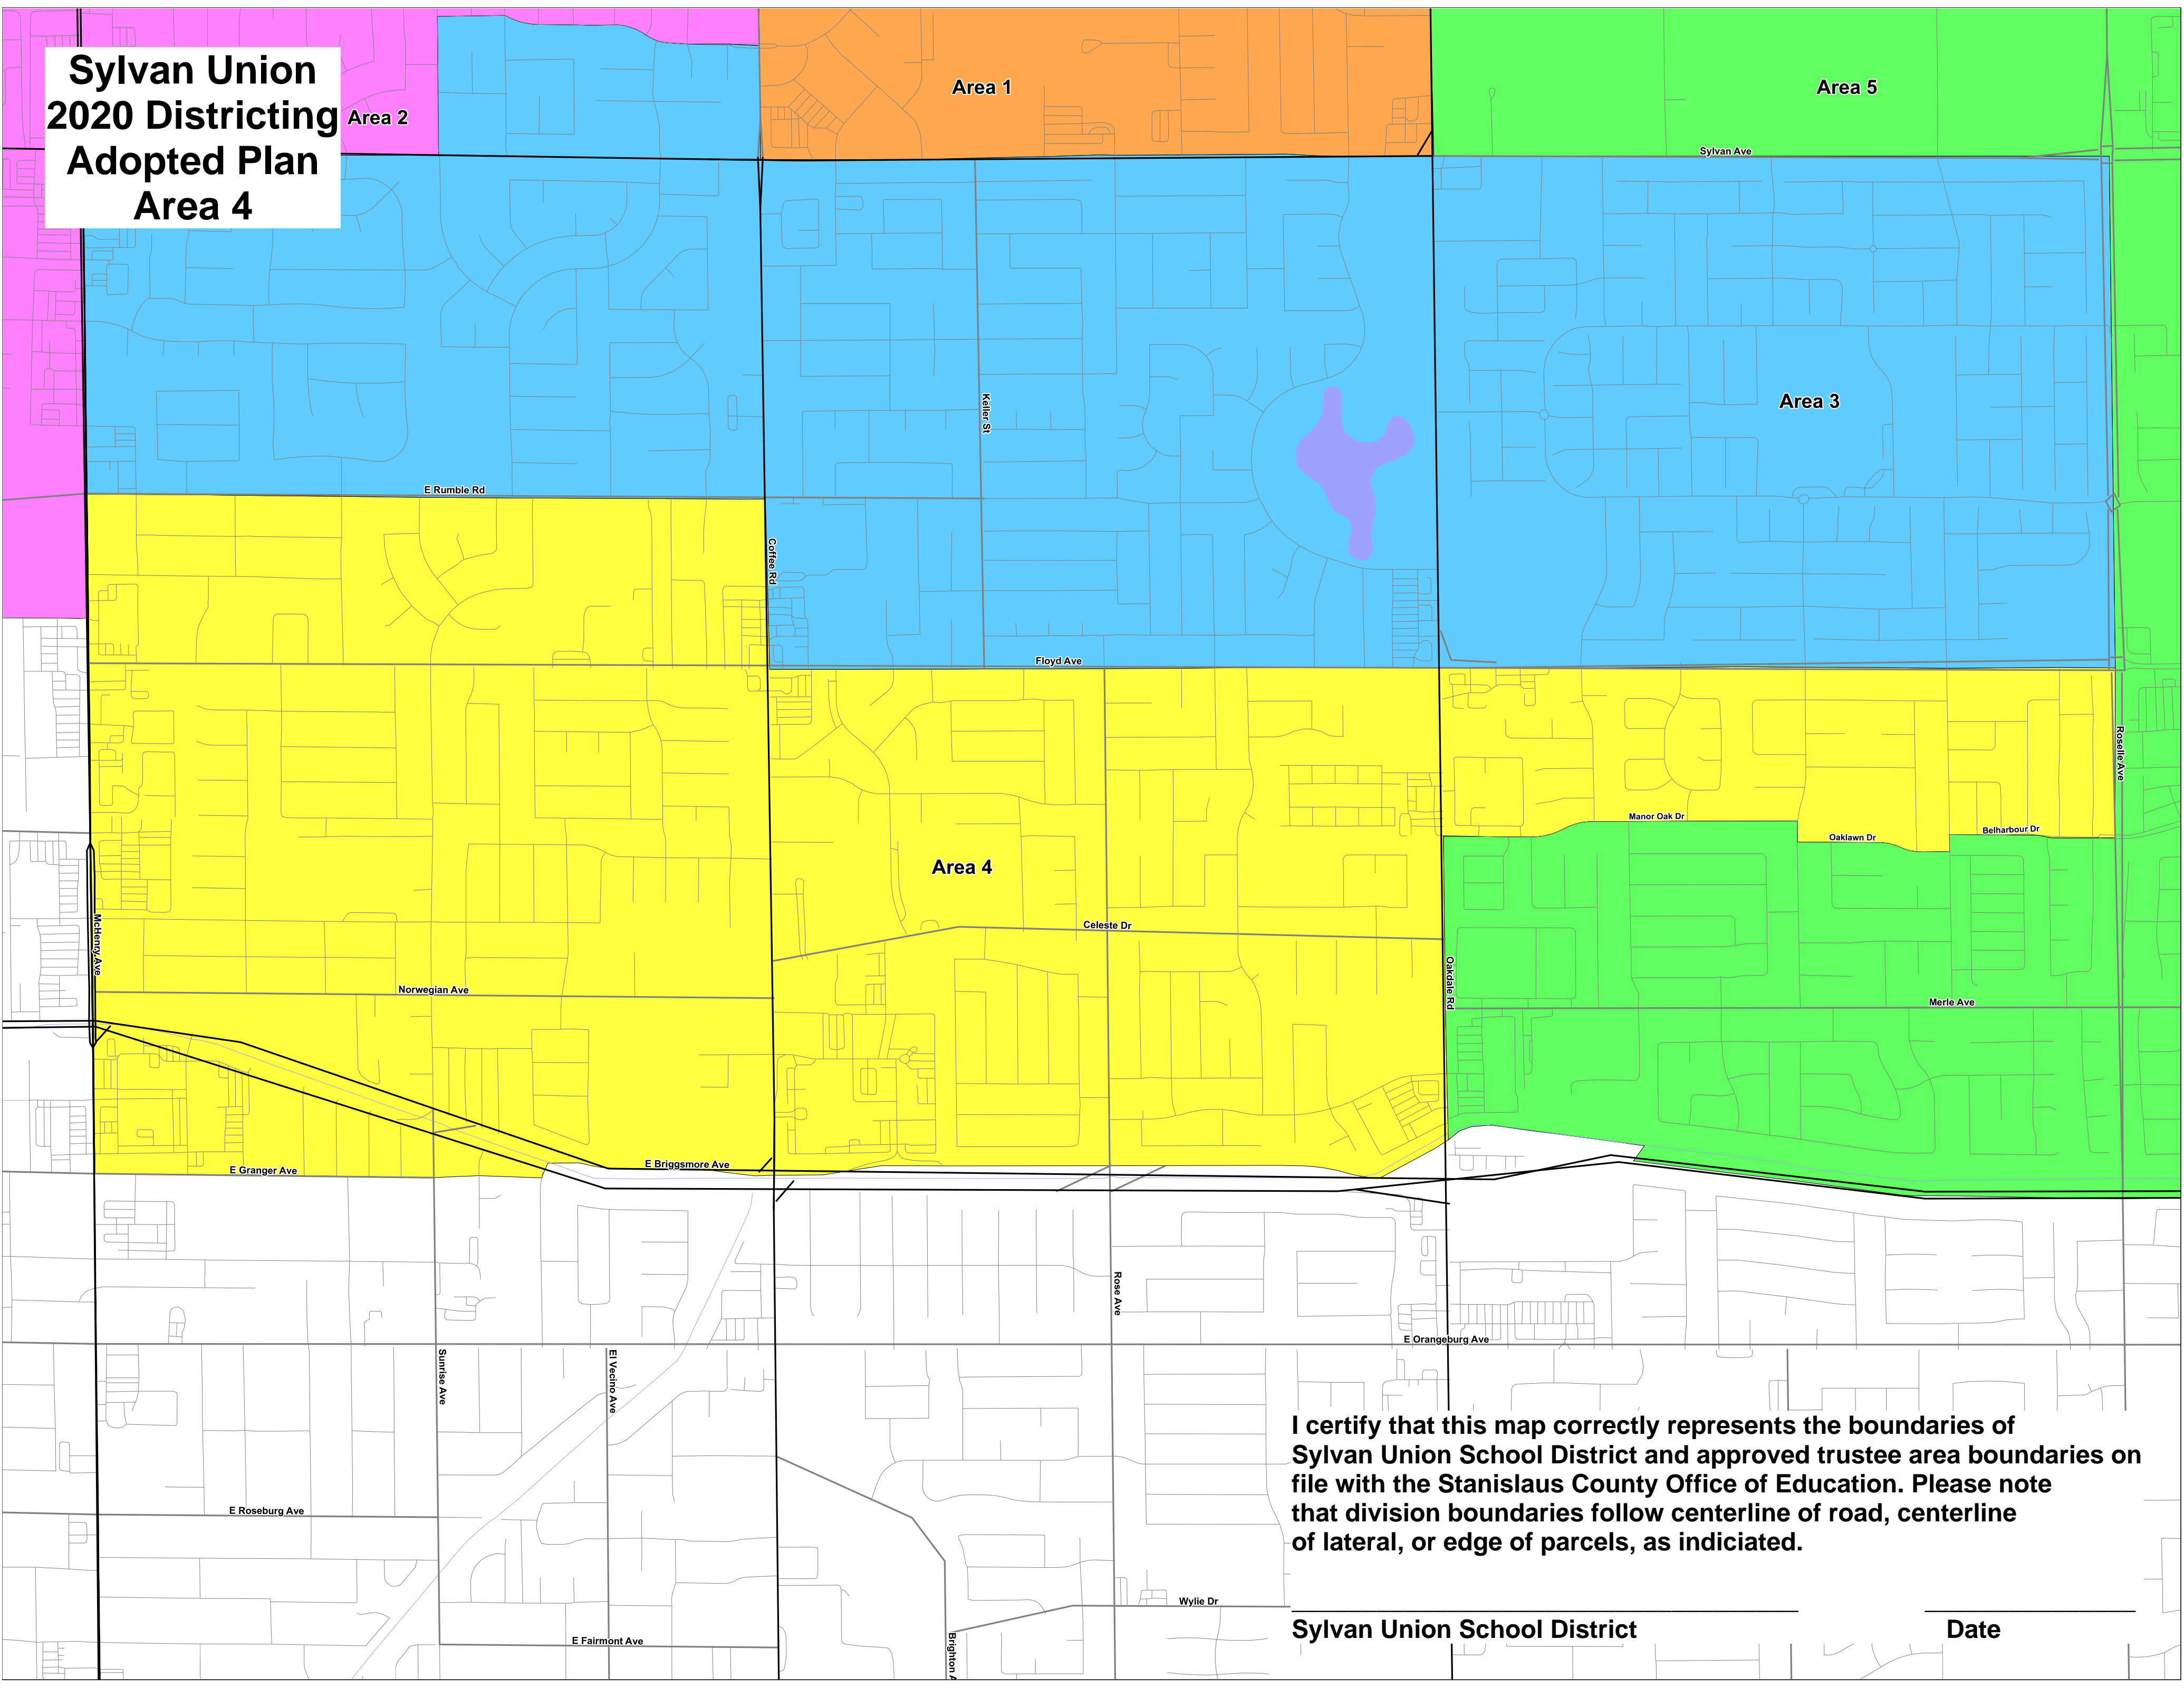 Sylvan Union
2020 Districting
Adopted Plan
Area 4
Area 2
Area 1
Area 5
Sylvan Ave
Area 3
Keller St
E Rumble Rd
Coffee Rd
Floyd Ave
Roselle Ave
Manor Oak Dr
Oaklawn Dr
Belharbour Dr
Area 4
Celeste Dr
McHenry Ave
Oakdale Rd
Norwegian Ave
Merle Ave
E Granger Ave
E Briggsmore Ave
Rose Ave
E Orangeburg Ave
Sunrise Ave
El Vecino Ave
I certify that this map correctly represents the boundaries of
Sylvan Union School District and approved trustee area boundaries on
file with the Stanislaus County Office of Education. Please note
that division boundaries follow centerline of road, centerline
of lateral, or edge of parcels, as indiciated.
E Roseburg Ave
Wylie Dr
Sylvan Union School District
Date
E Fairmont Ave
Brighton A